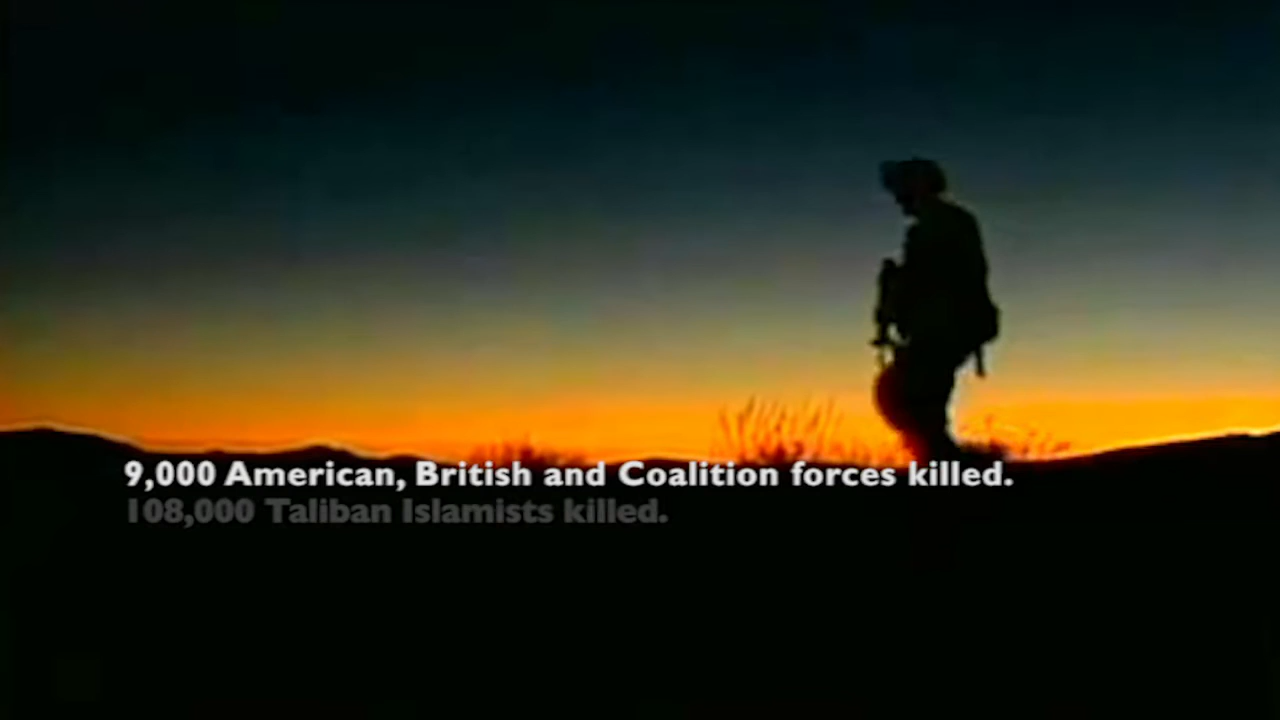 9,000 American, British and Coalition forces killed.
108,000 Taliban Islamists killed.